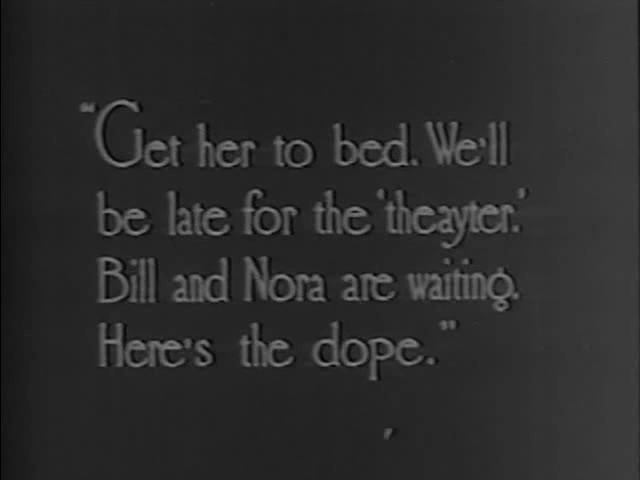 "Get her to bed. We'll
be late for the 'theayter.'
Bill and Nora are waiting.
Here's the dope."